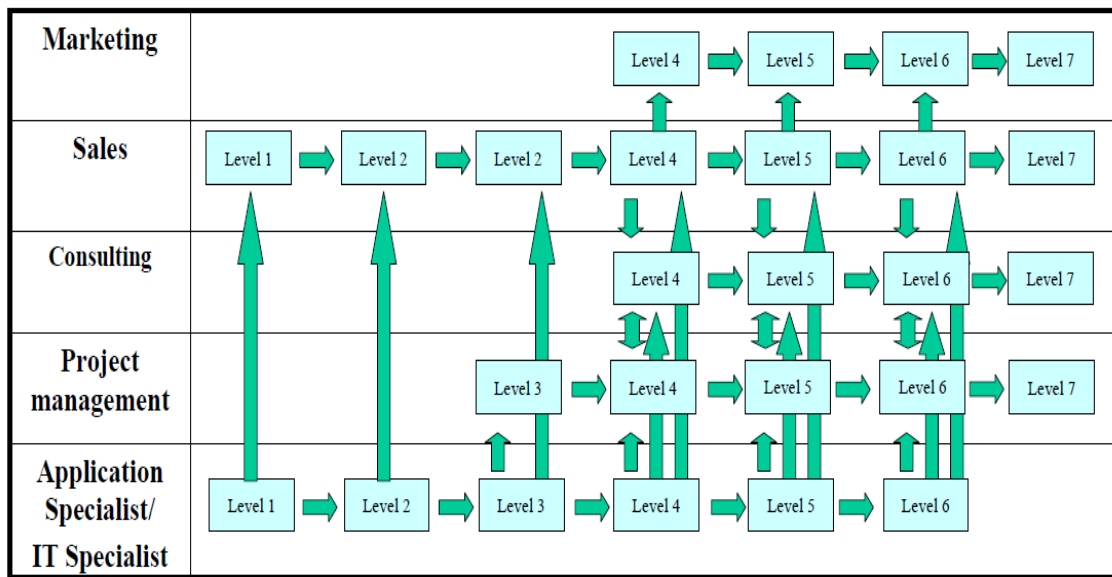 Marketing
Level 4 Level 5 Level 6 Level 7
Sales
Level 1 Level 2 Level 2 Level 4 Level 5 Level 6 Level 7
Consulting
Level 4 Level 5 Level 6 Level 7
Project
management
Level 3 Level 4 Level 5 Level 6 Level 7
Application
Specialist/
IT Specialist
Level 1 Level 2 Level 3 Level 4 Level 5 Level 6